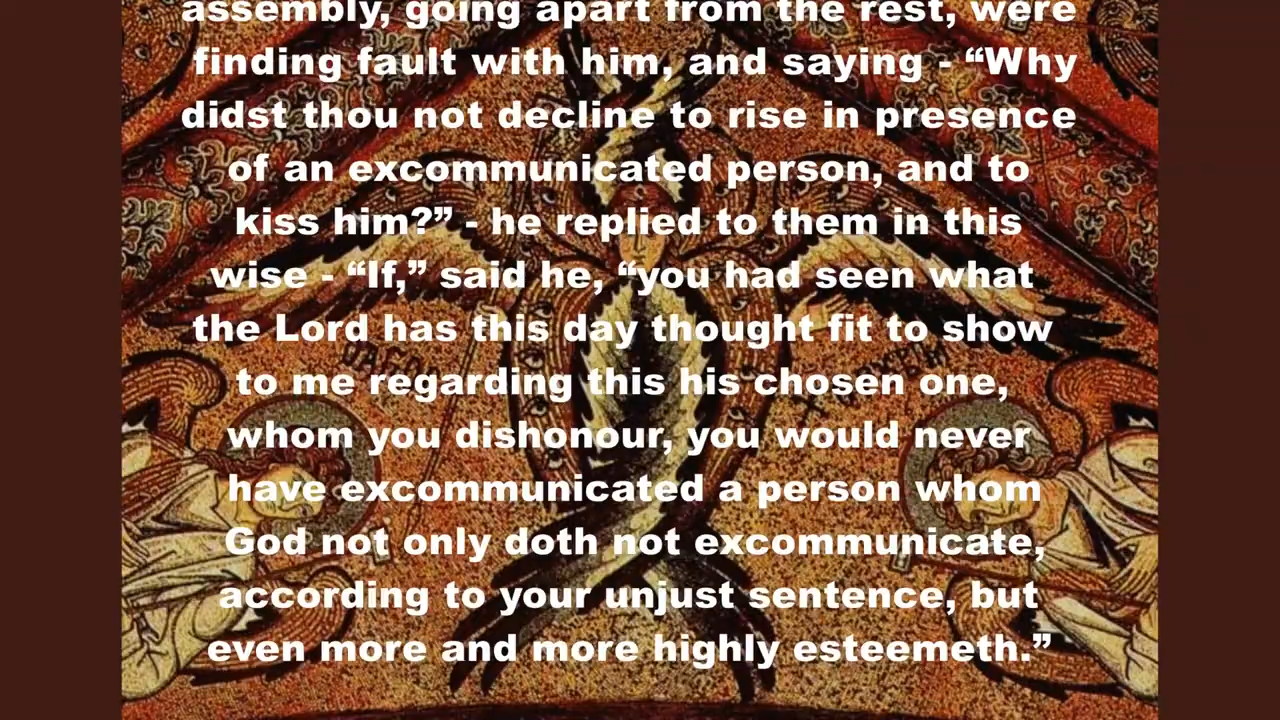 assembly, going apart from the rest, were
finding fault with him, and saying - “Why
didst thou not decline to rise in presence
of an excommunicated person, and to
kiss him?” - he replied to them in this
wise - “If,” said he, “you had seen what
the Lord has this day thought fit to show
to me regarding this his chosen one,
whom you dishonour, you would never
have excommunicated a person whom
God not only doth not excommunicate,
according to your unjust sentence, but
even more and more highly esteemeth.”